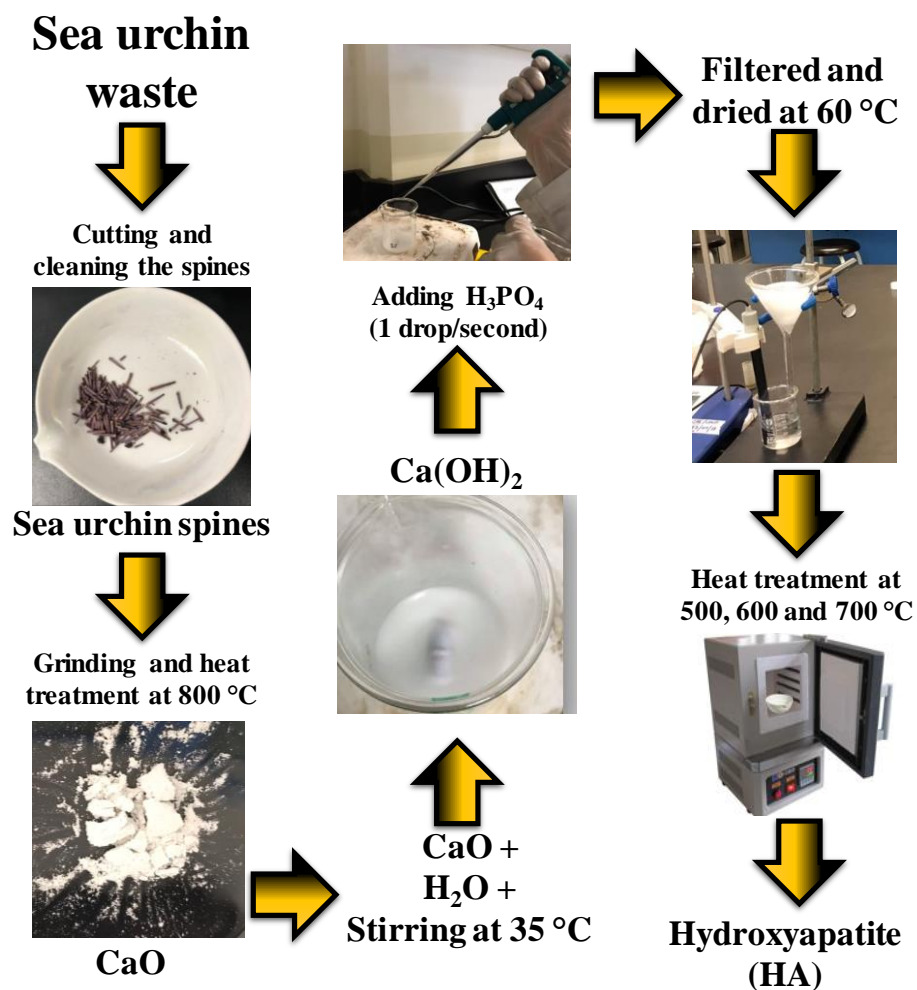 Sea urchin
waste
Cutting and
cleaning the spines
Sea urchin spines
Grinding and heat
treatment at 800 °C
CaO
CaO +
H₂O +
Stirring at 35 °C
Ca(OH)₂
Adding H₃PO₄
(1 drop/second)
Filtered and
dried at 60 °C
Heat treatment at
500, 600 and 700 °C
Hydroxyapatite
(HA)